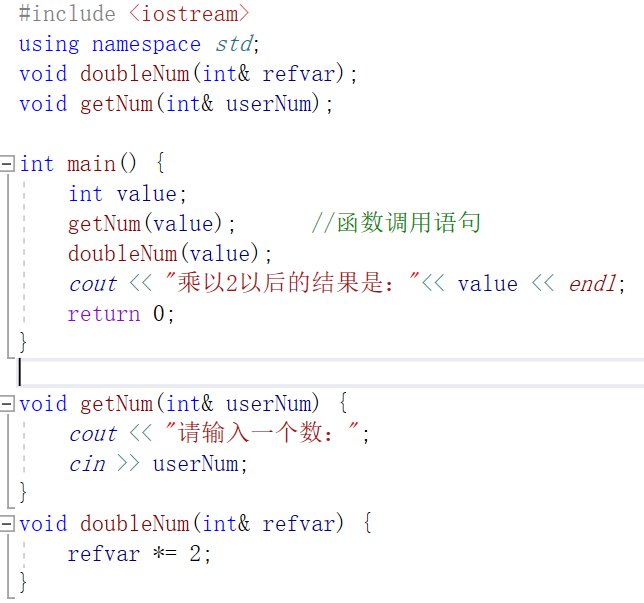 #include <iostream>
using namespace std;
void doubleNum(int& refvar);
void getNum(int& userNum);
int main() {
int value;
getNum(value); //函数调用语句
doubleNum(value);
cout << "乘以2以后的结果是："<< value << endl;
return 0;
}
void getNum(int& userNum) {
cout << "请输入一个数：";
cin >> userNum;
}
void doubleNum(int& refvar) {
refvar *= 2;
}